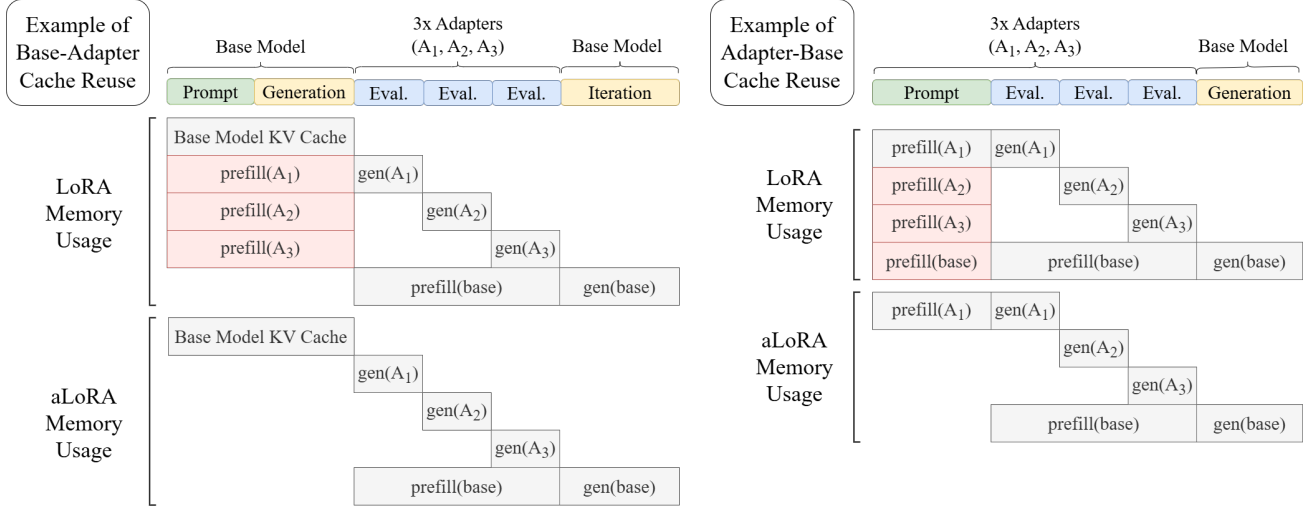 Example of
Base-Adapter
Cache Reuse
Base Model
3x Adapters
(A₁, A₂, A₃)
Base Model
Prompt
Generation
Eval.
Eval.
Eval.
Iteration
LoRA
Memory
Usage
Base Model KV Cache
prefill(A₁)
gen(A₁)
prefill(A₂)
gen(A₂)
prefill(A₃)
gen(A₃)
prefill(base)
gen(base)
aLoRA
Memory
Usage
Base Model KV Cache
gen(A₁)
gen(A₂)
gen(A₃)
prefill(base)
gen(base)
Example of
Adapter-Base
Cache Reuse
3x Adapters
(A₁, A₂, A₃)
Base Model
Prompt
Eval.
Eval.
Eval.
Generation
LoRA
Memory
Usage
prefill(A₁)
gen(A₁)
prefill(A₂)
gen(A₂)
prefill(A₃)
gen(A₃)
prefill(base)
prefill(base)
gen(base)
aLoRA
Memory
Usage
prefill(A₁)
gen(A₁)
gen(A₂)
gen(A₃)
prefill(base)
gen(base)